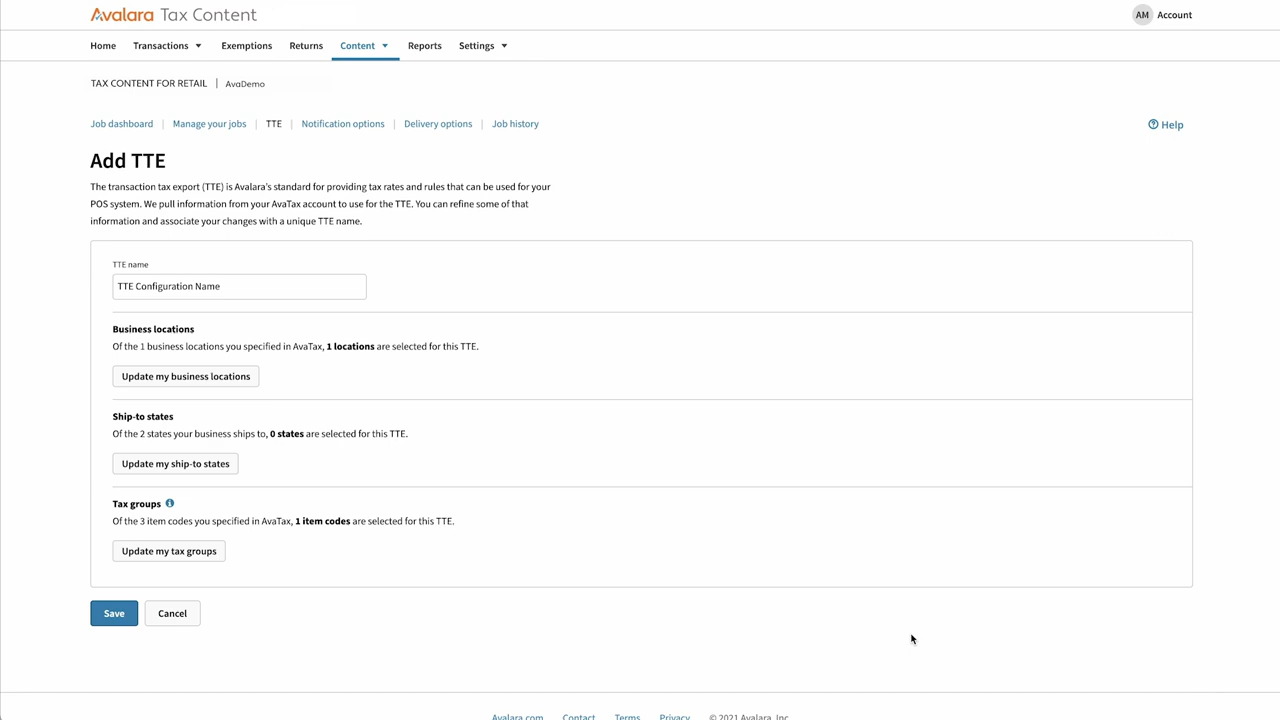 Avalara Tax Content
AM Account
Home Transactions Exemptions Returns Content Reports Settings
TAX CONTENT FOR RETAIL | AvaDemo
Job dashboard | Manage your jobs | TTE | Notification options | Delivery options | Job history
Help
Add TTE
The transaction tax export (TTE) is Avalara's standard for providing tax rates and rules that can be used for your
POS system. We pull information from your AvaTax account to use for the TTE. You can refine some of that
information and associate your changes with a unique TTE name.
TTE name
TTE Configuration Name
Business locations
Of the 1 business locations you specified in AvaTax, 1 locations are selected for this TTE.
Update my business locations
Ship-to states
Of the 2 states your business ships to, 0 states are selected for this TTE.
Update my ship-to states
Tax groups
Of the 3 item codes you specified in AvaTax, 1 item codes are selected for this TTE.
Update my tax groups
Save Cancel
Avalara.com Contact Terms Privacy © 2021 Avalara, Inc.